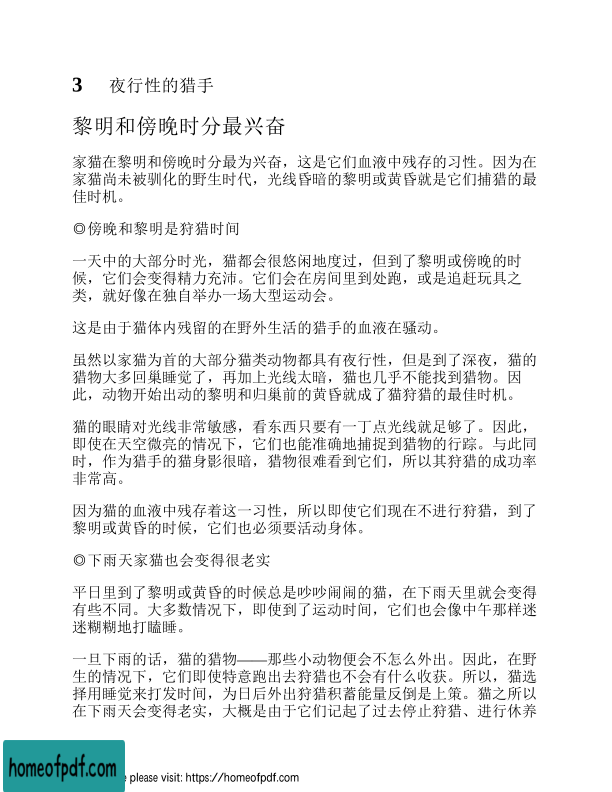 3 夜行性的猎手
黎明和傍晚时分最兴奋
家猫在黎明和傍晚时分最为兴奋，这是它们血液中残存的习性。因为在
家猫尚未被驯化的野生时代，光线昏暗的黎明或黄昏就是它们捕猎的最
佳时机。
◎傍晚和黎明是狩猎时间
一天中的大部分时光，猫都会很悠闲地度过，但到了黎明或傍晚的时
候，它们会变得精力充沛。它们会在房间里到处跑，或是追赶玩具之
类，就好像在独自举办一场大型运动会。
这是由于猫体内残留的在野外生活的猎手的血液在骚动。
虽然以家猫为首的大部分猫类动物都具有夜行性，但是到了深夜，猫的
猎物大多回巢睡觉了，再加上光线太暗，猫也几乎不能找到猎物。因
此，动物开始出动的黎明和归巢前的黄昏就成了猫狩猎的最佳时机。
猫的眼睛对光线非常敏感，看东西只要有一丁点光线就足够了。因此，
即使在天空微亮的情况下，它们也能准确地捕捉到猎物的行踪。与此同
时，作为猎手的猫身影很暗，猎物很难看到它们，所以其狩猎的成功率
非常高。
因为猫的血液中残存着这一习性，所以即使它们现在不进行狩猎，到了
黎明或黄昏的时候，它们也必须要活动身体。
◎下雨天家猫也会变得很老实
平日里到了黎明或黄昏的时候总是吵吵闹闹的猫，在下雨天里就会变得
有些不同。大多数情况下，即使到了运动时间，它们也会像中午那样迷
迷糊糊地打瞌睡。
一旦下雨的话，猫的猎物——那些小动物便会不怎么外出。因此，在野
生的情况下，它们即使特意跑出去狩猎也不会有什么收获。所以，猫选
择用睡觉来打发时间，为日后外出狩猎积蓄能量反倒是上策。猫之所以
在下雨天会变得老实，大概是由于它们记起了过去停止狩猎、进行休养
homeofpdf.com
e please visit: https://homeofpdf.com